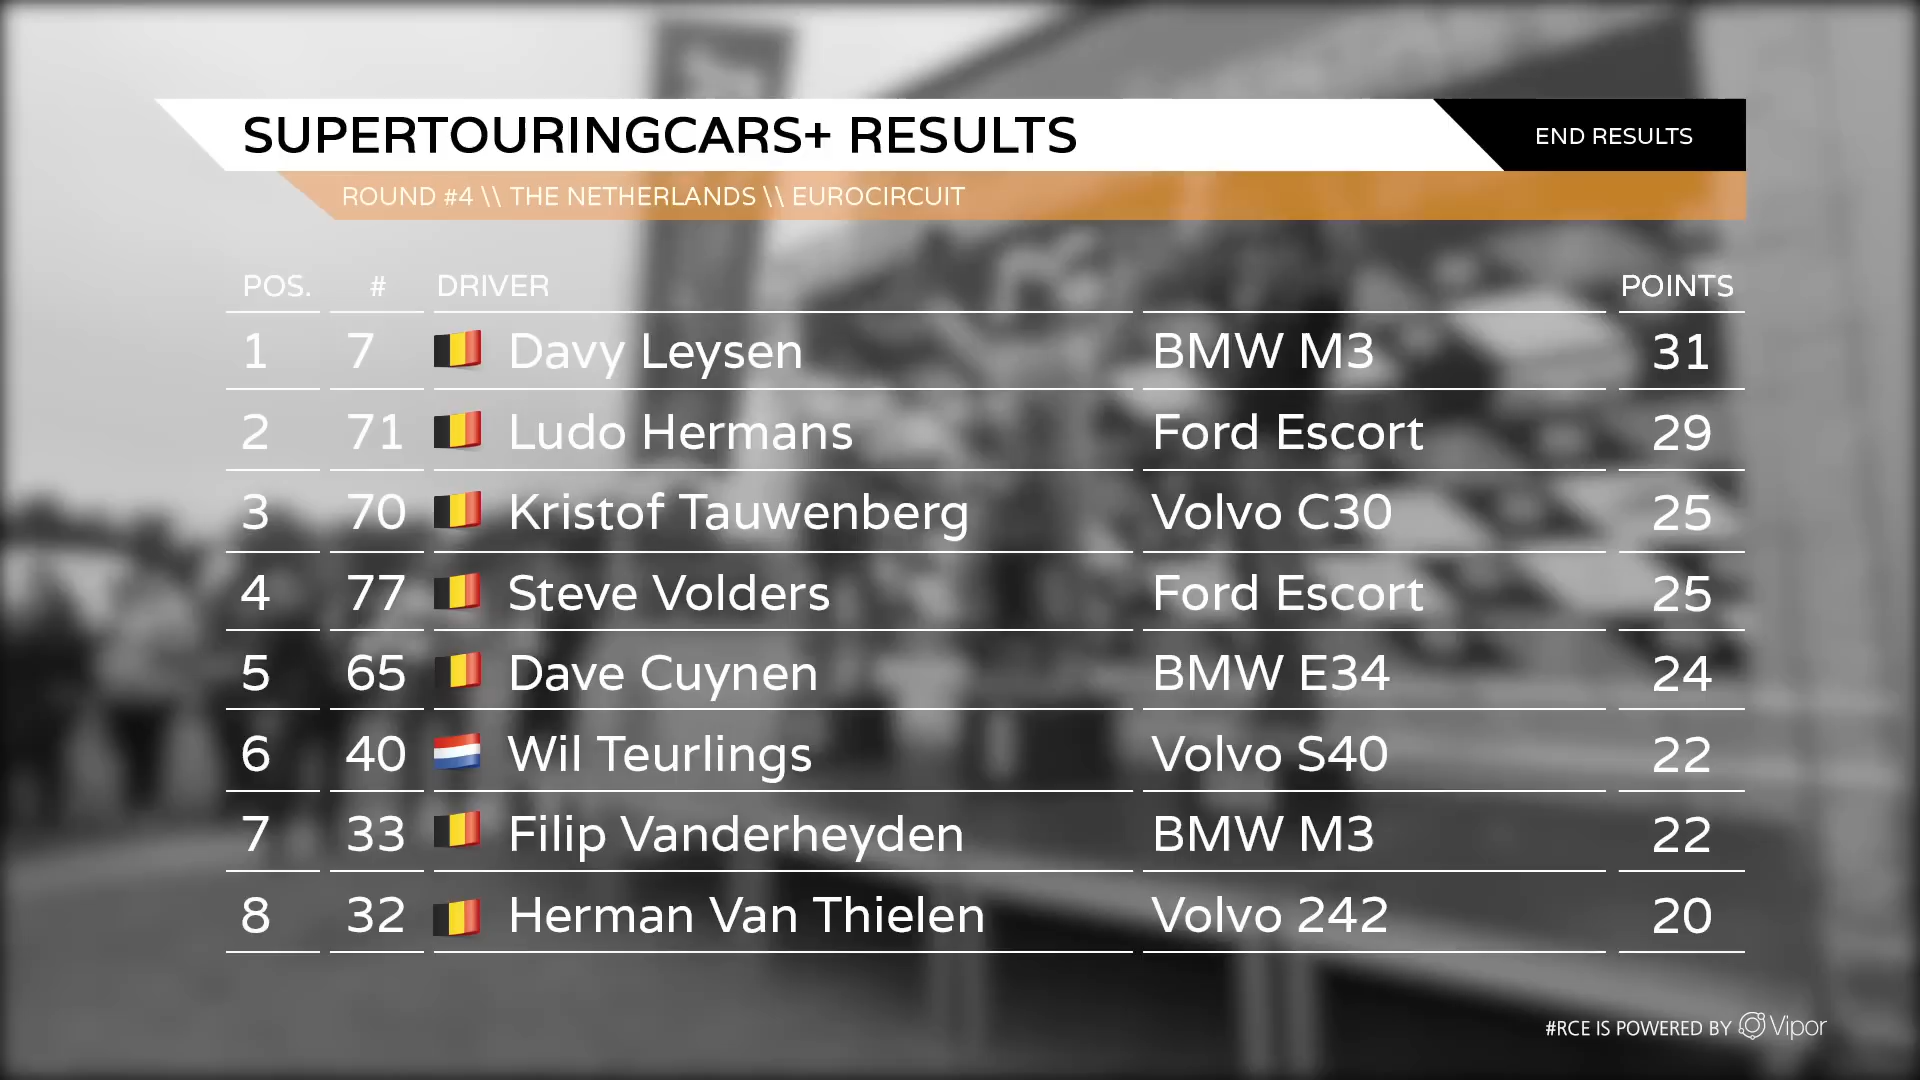 SUPERTOURINGCARS+ RESULTS END RESULTS
ROUND #4 \\ THE NETHERLANDS \\ EUROCIRCUIT
POS. # DRIVER POINTS
1 7 Davy Leysen BMW M3 31
2 71 Ludo Hermans Ford Escort 29
3 70 Kristof Tauwenberg Volvo C30 25
4 77 Steve Volders Ford Escort 25
5 65 Dave Cuynen BMW E34 24
6 40 Wil Teurlings Volvo S40 22
7 33 Filip Vanderheyden BMW M3 22
8 32 Herman Van Thielen Volvo 242 20
#RCE IS POWERED BY Vipor